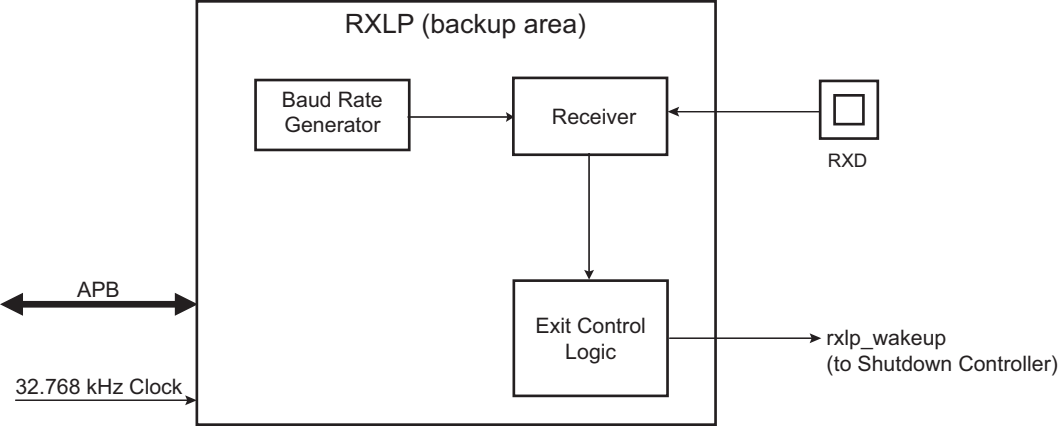 RXLP (backup area)
Baud Rate
Generator
Receiver
RXD
APB
Exit Control
Logic
rxlp_wakeup
(to Shutdown Controller)
32.768 kHz Clock